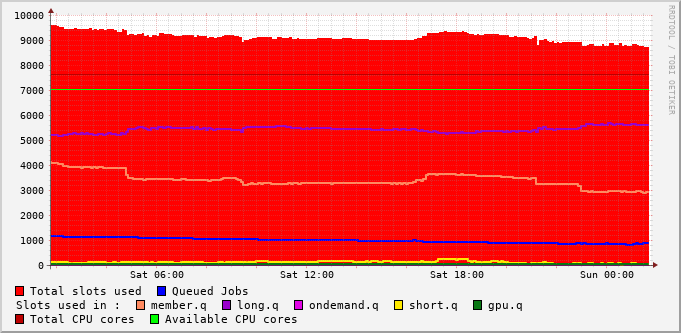 10000
9000
8000
7000
6000
5000
4000
3000
2000
1000
0
Sat 06:00 Sat 12:00 Sat 18:00 Sun 00:00
RRDTOOL / TOBI OETIKER
Total slots used Queued Jobs
Slots used in : member.q long.q ondemand.q short.q gpu.q
Total CPU cores Available CPU cores